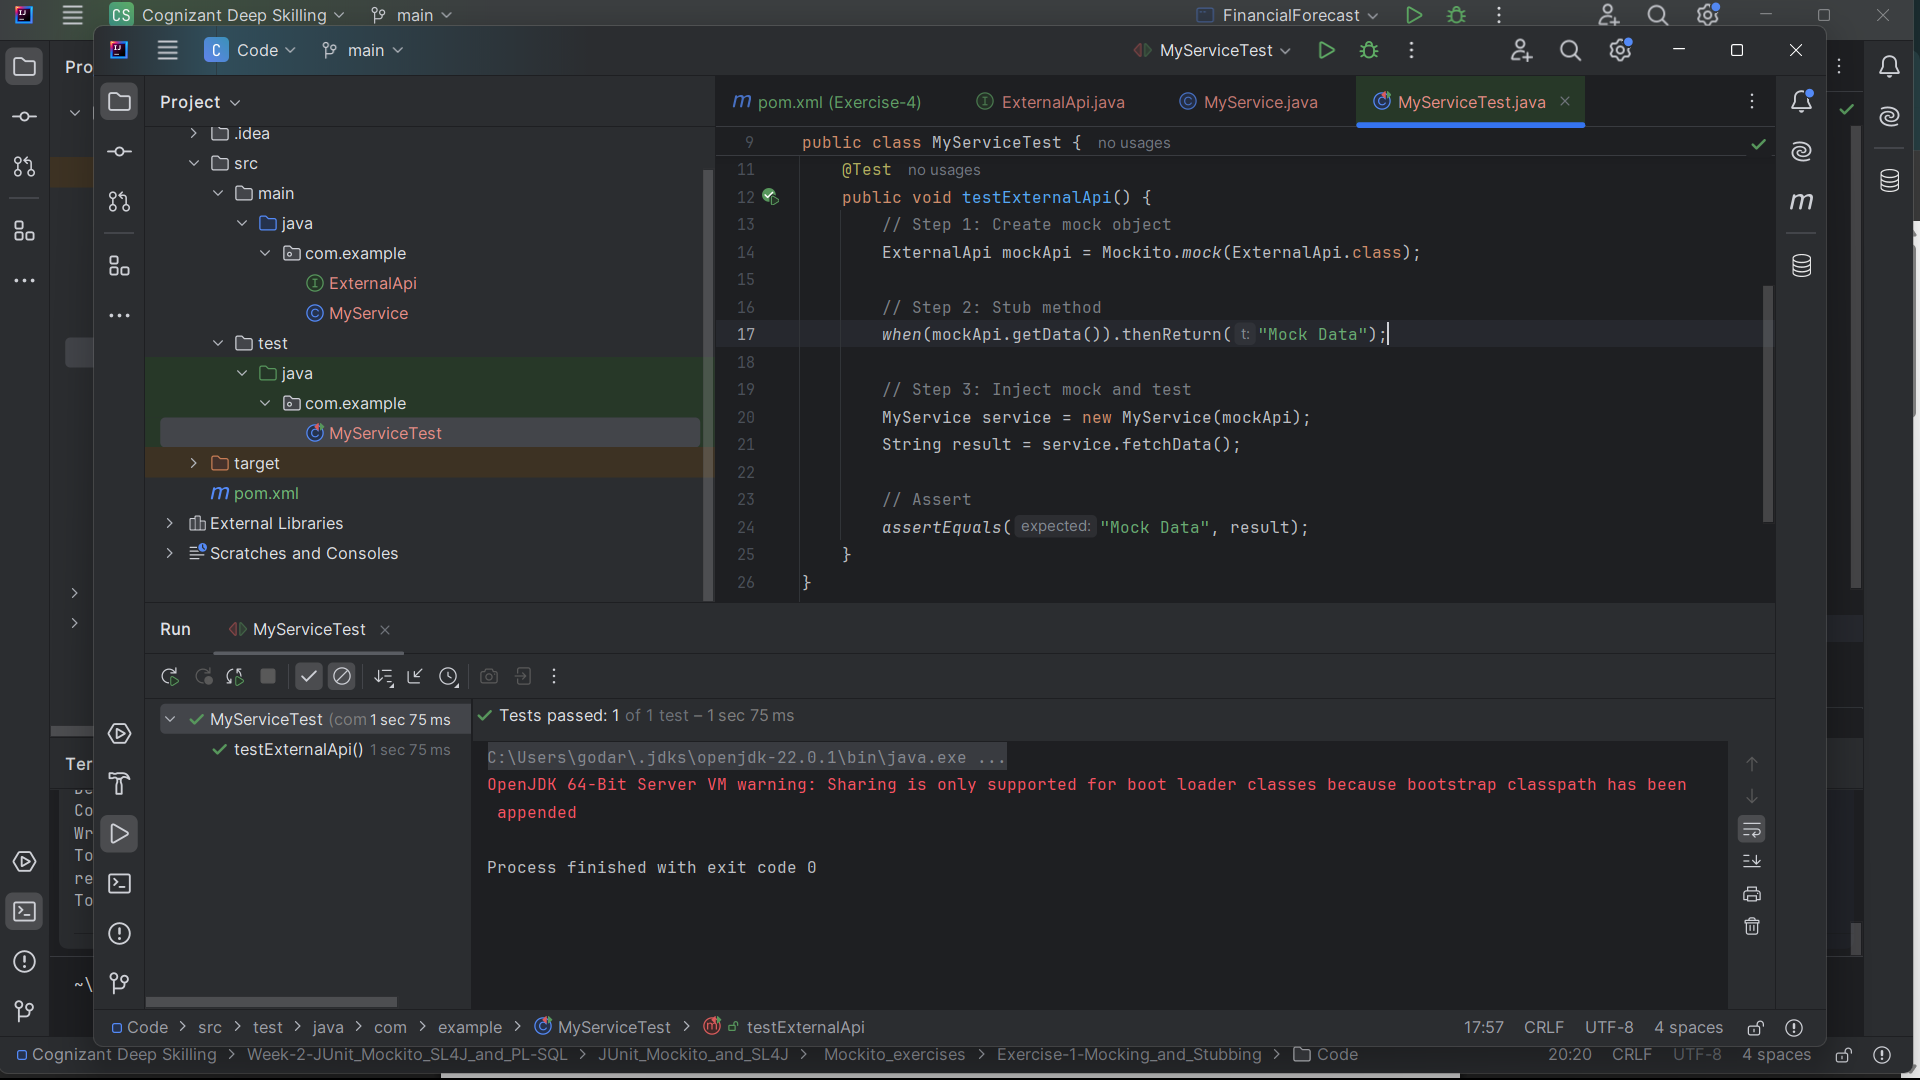 CS Cognizant Deep Skilling main FinancialForecast
C Code main MyServiceTest
Pro
Project
pom.xml (Exercise-4) ExternalApi.java MyService.java MyServiceTest.java
.idea
src
main
java
com.example
ExternalApi
MyService
test
java
com.example
MyServiceTest
target
pom.xml
External Libraries
Scratches and Consoles
9 public class MyServiceTest { no usages
11 @Test no usages
12 public void testExternalApi() {
13 // Step 1: Create mock object
14 ExternalApi mockApi = Mockito.mock(ExternalApi.class);
15
16 // Step 2: Stub method
17 when(mockApi.getData()).thenReturn( t: "Mock Data");
18
19 // Step 3: Inject mock and test
20 MyService service = new MyService(mockApi);
21 String result = service.fetchData();
22
23 // Assert
24 assertEquals( expected: "Mock Data", result);
25 }
26 }
Run MyServiceTest
MyServiceTest (com 1 sec 75 ms
testExternalApi() 1 sec 75 ms
Tests passed: 1 of 1 test – 1 sec 75 ms
C:\Users\godar\.jdks\openjdk-22.0.1\bin\java.exe ...
OpenJDK 64-Bit Server VM warning: Sharing is only supported for boot loader classes because bootstrap classpath has been
appended
Process finished with exit code 0
Ter
Co
Wr
To
re
To
~\
Code > src > test > java > com > example > MyServiceTest > testExternalApi 17:57 CRLF UTF-8 4 spaces
Cognizant Deep Skilling > Week-2-JUnit_Mockito_SL4J_and_PL-SQL > JUnit_Mockito_and_SL4J > Mockito_exercises > Exercise-1-Mocking_and_Stubbing > Code 20:20 CRLF UTF-8 4 spaces